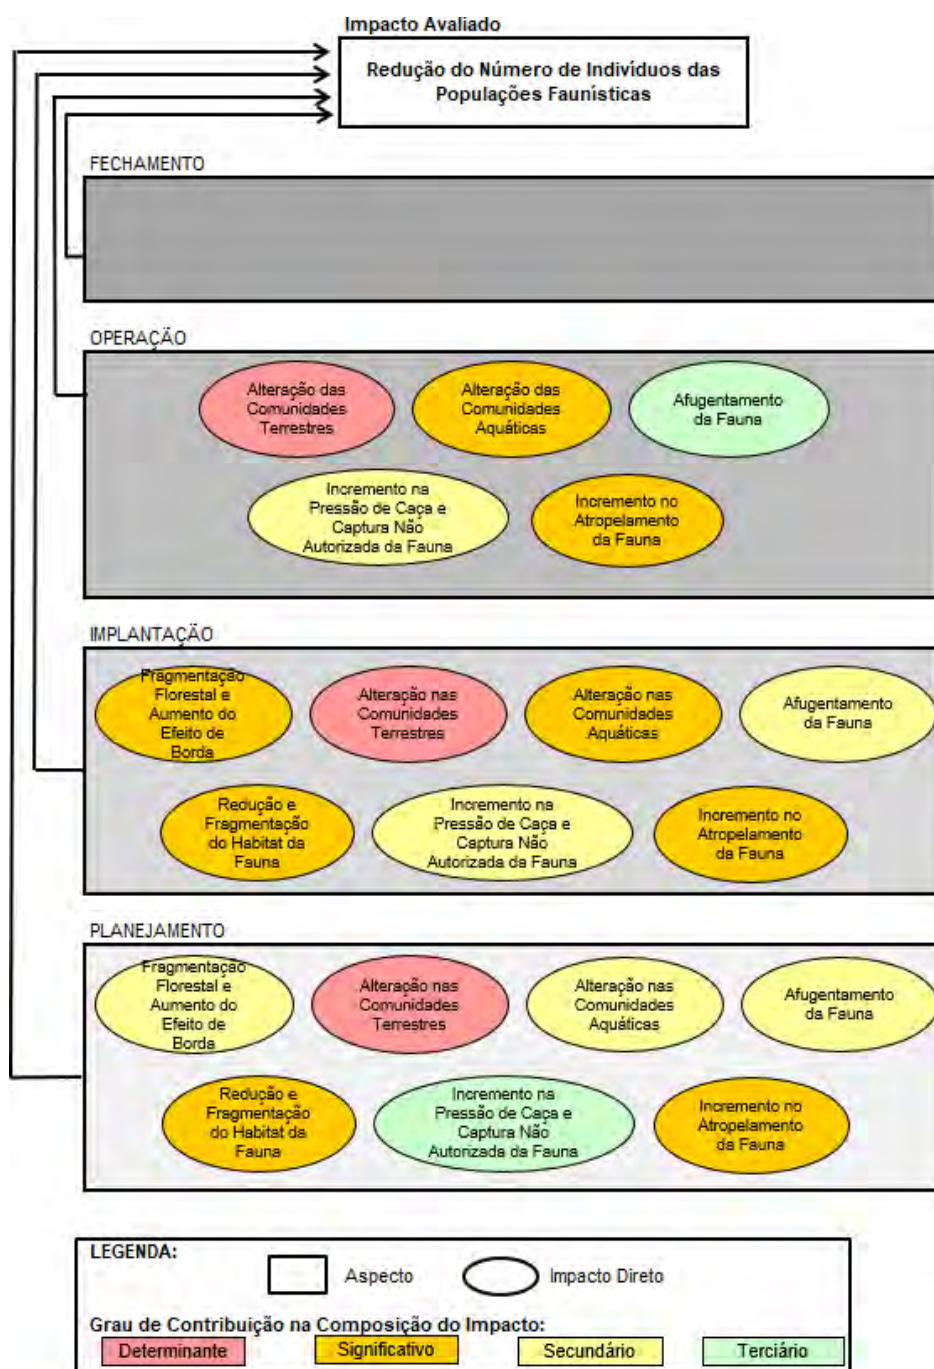 Impacto Avaliado
Redução do Número de Indivíduos das
Populações Faunísticas
FECHAMENTO
OPERAÇÃO
Alteração das
Comunidades
Terrestres
Alteração das
Comunidades
Aquáticas
Afugentamento
da Fauna
Incremento na
Pressão de Caça e
Captura Não
Autorizada da Fauna
Incremento no
Atropelamento
da Fauna
IMPLANTAÇÃO
Fragmentação
Florestal e
Aumento do
Efeito de
Borda
Alteração nas
Comunidades
Terrestres
Alteração nas
Comunidades
Aquáticas
Afugentamento
da Fauna
Redução e
Fragmentação
do Habitat da
Fauna
Incremento na
Pressão de Caça e
Captura Não
Autorizada da Fauna
Incremento no
Atropelamento
da Fauna
PLANEJAMENTO
Fragmentação
Florestal e
Aumento do
Efeito de
Borda
Alteração nas
Comunidades
Terrestres
Alteração nas
Comunidades
Aquáticas
Afugentamento
da Fauna
Redução e
Fragmentação
do Habitat da
Fauna
Incremento na
Pressão de Caça e
Captura Não
Autorizada da Fauna
Incremento no
Atropelamento
da Fauna
LEGENDA:
Aspecto
Impacto Direto
Grau de Contribuição na Composição do Impacto:
Determinante
Significativo
Secundário
Terciário